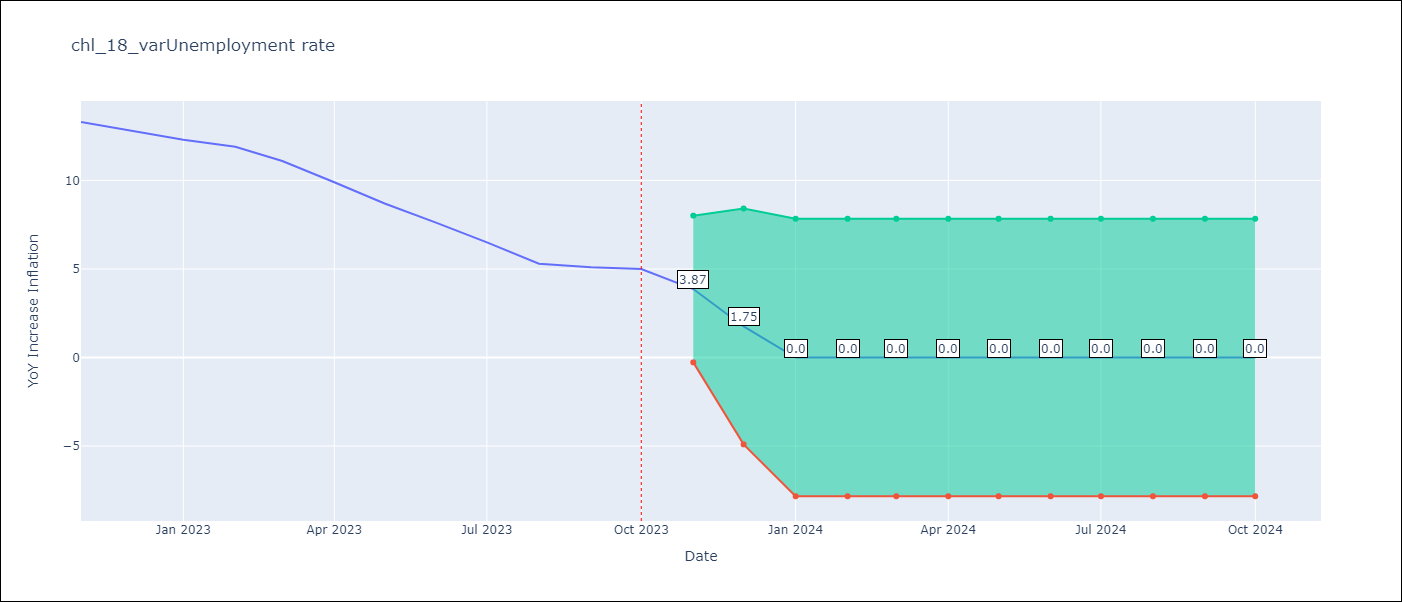 chl_18_varUnemployment rate
YoY Increase Inflation
10
5
0
−5
3.87
1.75
0.0 0.0 0.0 0.0 0.0 0.0 0.0 0.0 0.0 0.0
Jan 2023 Apr 2023 Jul 2023 Oct 2023 Jan 2024 Apr 2024 Jul 2024 Oct 2024
Date